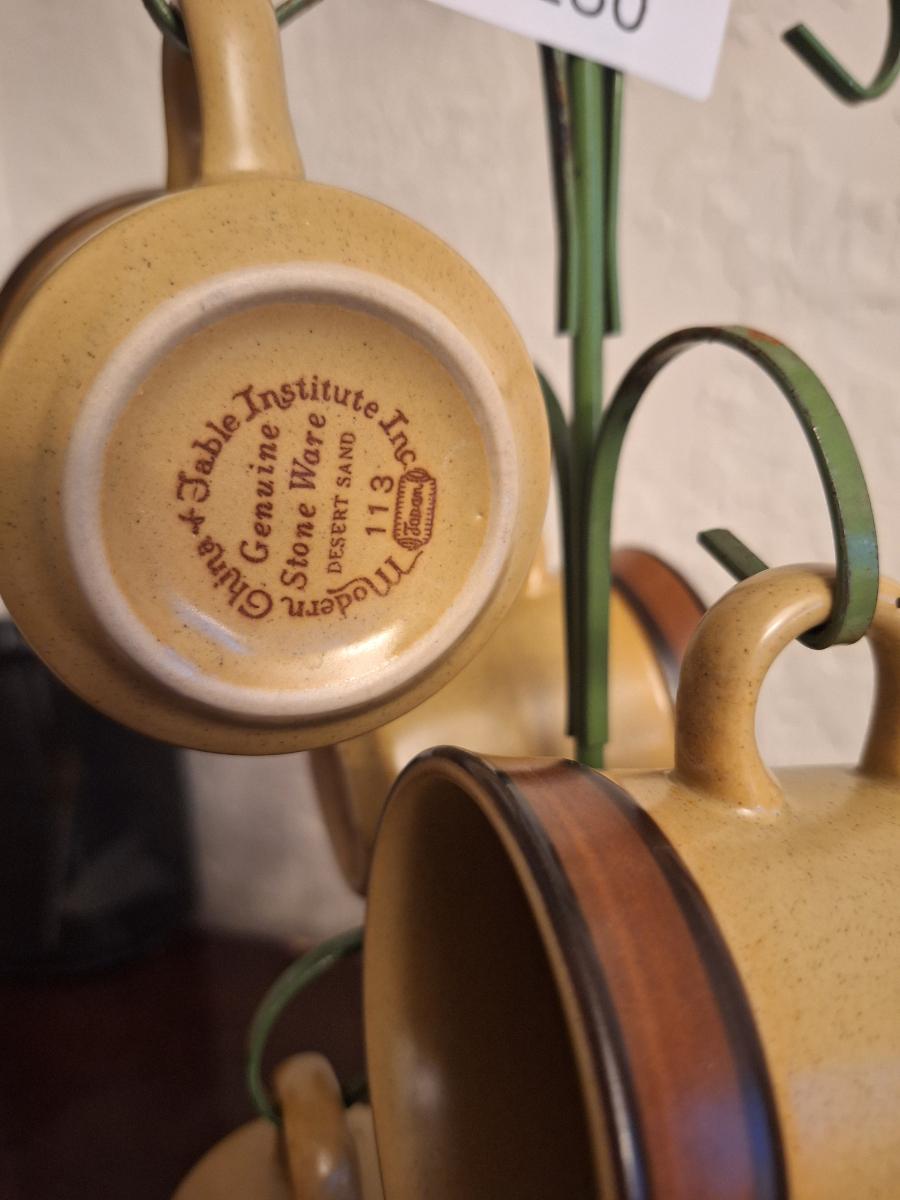 Modern China & Table Institute Inc
Genuine
Stone Ware
DESERT SAND
113
Japan